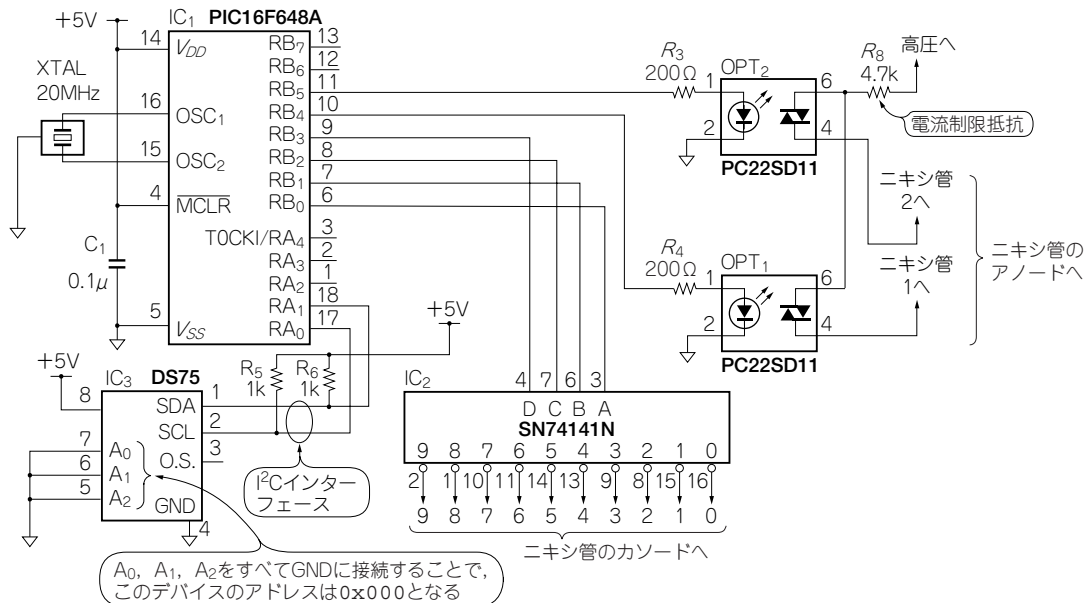 +5V
IC1 PIC16F648A
14 VDD
XTAL
20MHz
16 OSC1
15 OSC2
4 MCLR
C1
0.1μ
5 VSS
RB7 13
RB6 12
RB5 11
RB4 10
RB3 9
RB2 8
RB1 7
RB0 6
T0CKI/RA4 3
RA3 2
RA2 1
RA1 18
RA0 17
R3
200Ω
OPT2
1
2
6
4
PC22SD11
R8
4.7k
高圧へ
電流制限抵抗
ニキシ管
2へ
ニキシ管
1へ
ニキシ管の
アノードへ
R4
200Ω
OPT1
1
2
6
4
PC22SD11
+5V
R5
1k
R6
1k
+5V
IC3 DS75
8
SDA 1
SCL 2
O.S. 3
7 A0
6 A1
5 A2
GND
4
I2Cインター
フェース
IC2
4 7 6 3
D C B A
SN74141N
9 8 7 6 5 4 3 2 1 0
2 1 10 11 14 13 9 8 15 16
9 8 7 6 5 4 3 2 1 0
ニキシ管のカソードへ
A0, A1, A2をすべてGNDに接続することで,
このデバイスのアドレスは0x000となる